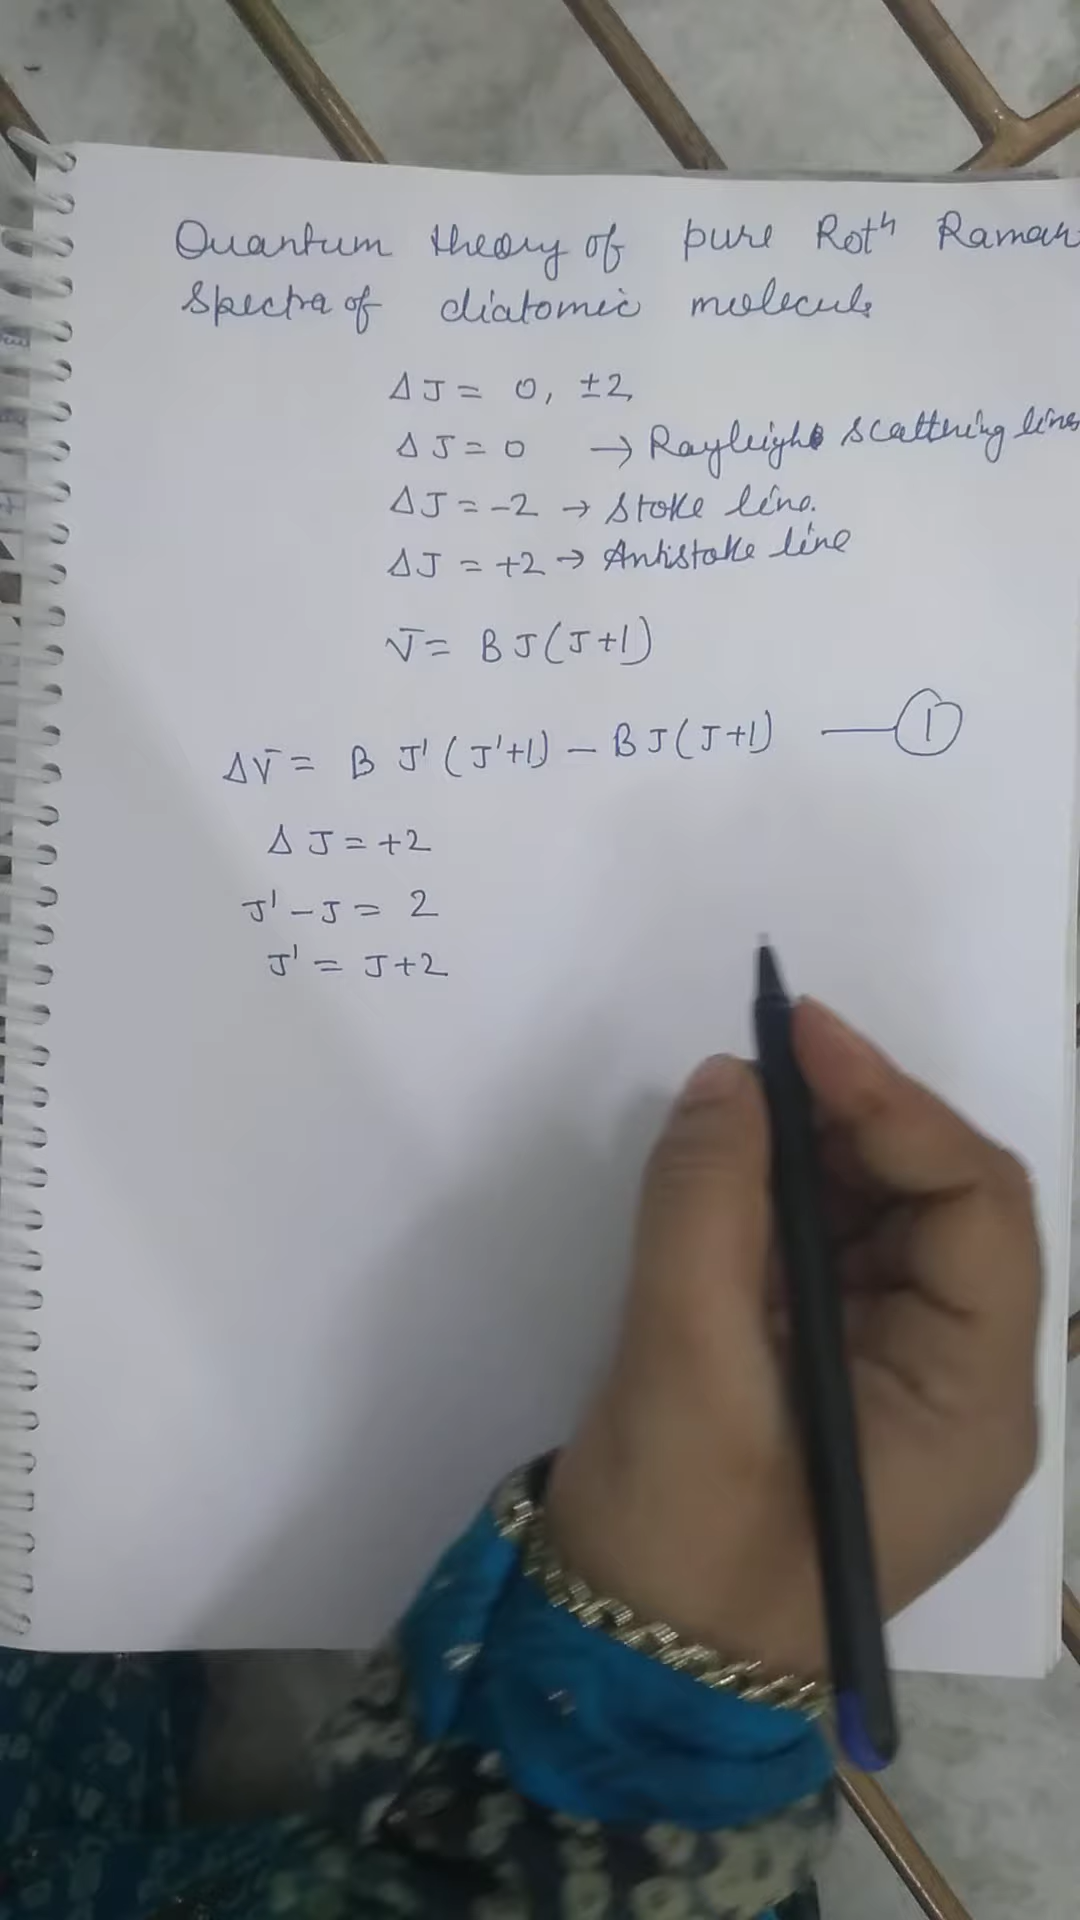 Quantum theory of pure Rotⁿ Raman
Spectra of diatomic molecule
ΔJ = 0, ±2,
ΔJ = 0 → Rayleigh scattering line
ΔJ = -2 → Stoke line.
ΔJ = +2 → Antistoke line
ν̅ = BJ(J+1)
Δν̅ = B J'(J'+1) - BJ(J+1) — ①
ΔJ = +2
J' - J = 2
J' = J+2